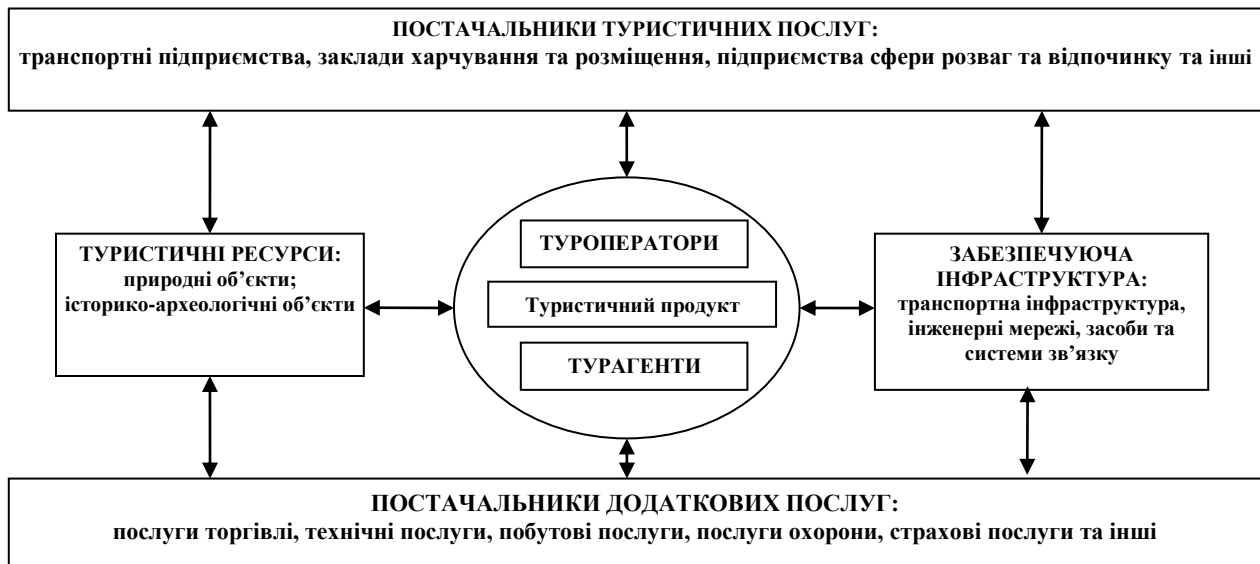 ПОСТАЧАЛЬНИКИ ТУРИСТИЧНИХ ПОСЛУГ:
транспортні підприємства, заклади харчування та розміщення, підприємства сфери розваг та відпочинку та інші
ТУРИСТИЧНІ РЕСУРСИ:
природні об’єкти;
історико-археологічні об’єкти
ТУРОПЕРАТОРИ
Туристичний продукт
ТУРАГЕНТИ
ЗАБЕЗПЕЧУЮЧА
ІНФРАСТРУКТУРА:
транспортна інфраструктура,
інженерні мережі, засоби та
системи зв’язку
ПОСТАЧАЛЬНИКИ ДОДАТКОВИХ ПОСЛУГ:
послуги торгівлі, технічні послуги, побутові послуги, послуги охорони, страхові послуги та інші